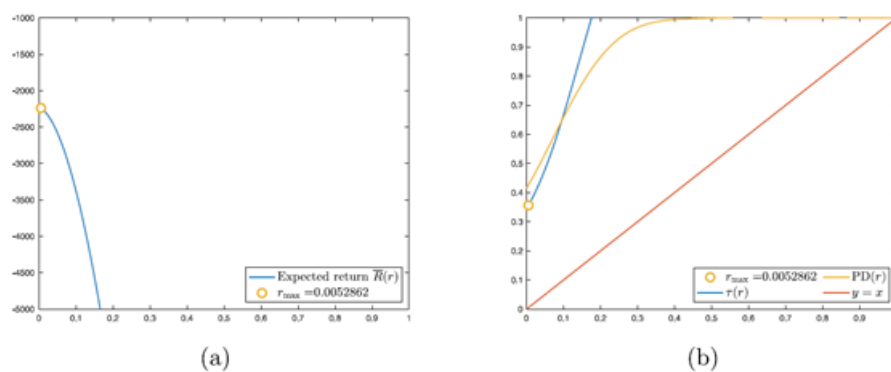 -1000
-1500
-2000
-2500
-3000
-3500
-4000
-4500
-5000
0 0.1 0.2 0.3 0.4 0.5 0.6 0.7 0.8 0.9 1
Expected return R̅(r)
r_max =0.0052862
(a)
1
0.9
0.8
0.7
0.6
0.5
0.4
0.3
0.2
0.1
0
0 0.1 0.2 0.3 0.4 0.5 0.6 0.7 0.8 0.9
r_max =0.0052862 PD(r)
τ(r) y = x
(b)